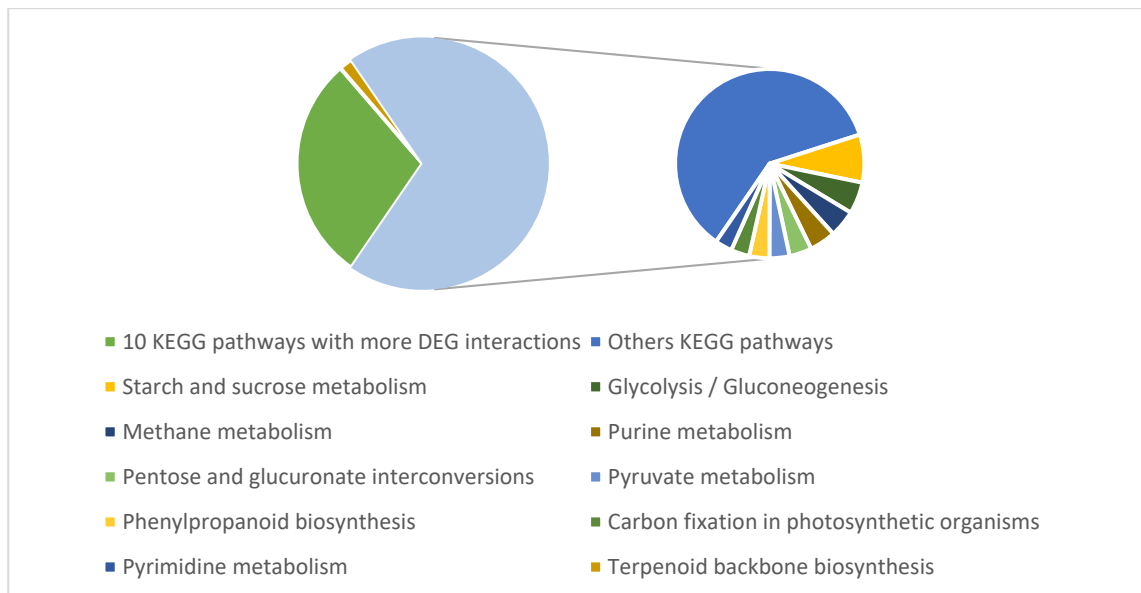 10 KEGG pathways with more DEG interactions
Others KEGG pathways
Starch and sucrose metabolism
Glycolysis / Gluconeogenesis
Methane metabolism
Purine metabolism
Pentose and glucuronate interconversions
Pyruvate metabolism
Phenylpropanoid biosynthesis
Carbon fixation in photosynthetic organisms
Pyrimidine metabolism
Terpenoid backbone biosynthesis